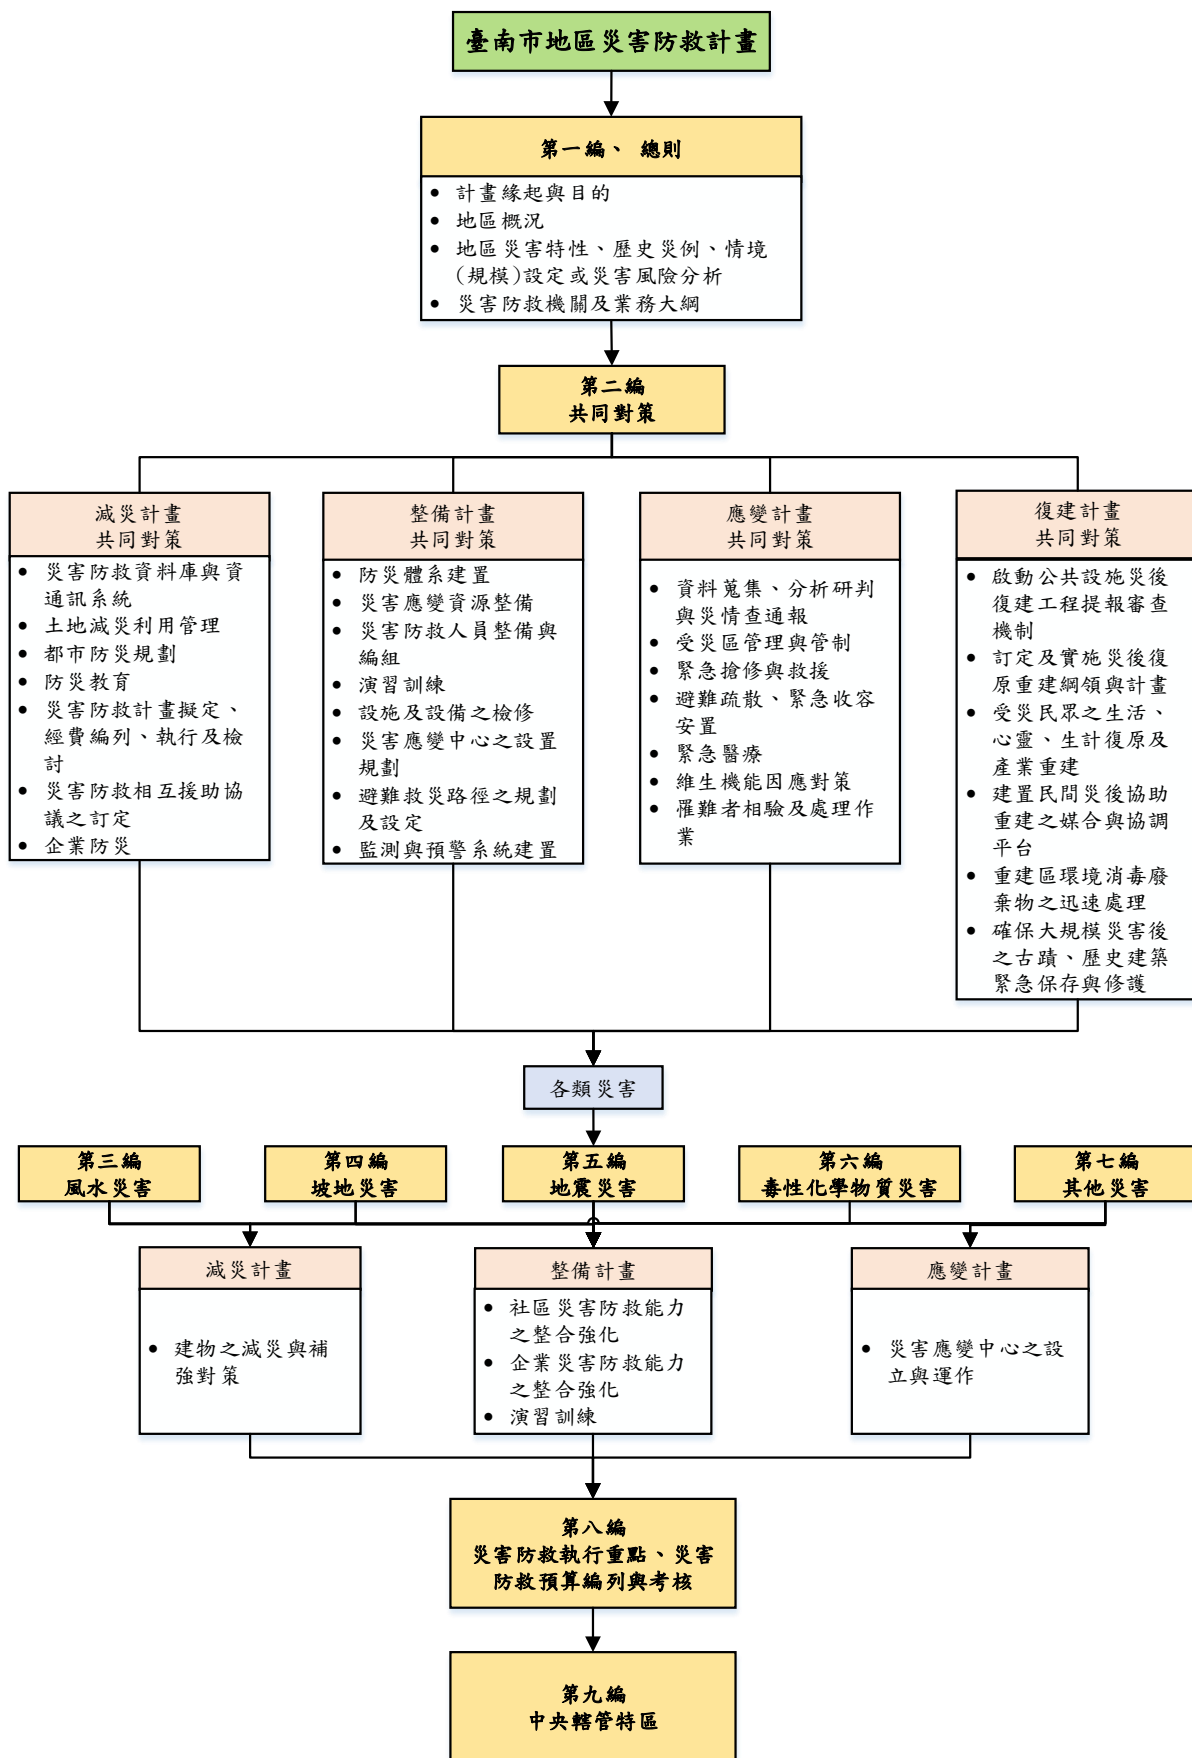 臺南市地區災害防救計畫
第一編、 總則
• 計畫緣起與目的
• 地區概況
• 地區災害特性、歷史災例、情境
(規模)設定或災害風險分析
• 災害防救機關及業務大綱
第二編
共同對策
減災計畫
共同對策
• 災害防救資料庫與資
通訊系統
• 土地減災利用管理
• 都市防災規劃
• 防災教育
• 災害防救計畫擬定、
經費編列、執行及檢
討
• 災害防救相互援助協
議之訂定
• 企業防災
整備計畫
共同對策
• 防災體系建置
• 災害應變資源整備
• 災害防救人員整備與
編組
• 演習訓練
• 設施及設備之檢修
• 災害應變中心之設置
規劃
• 避難救災路徑之規劃
及設定
• 監測與預警系統建置
應變計畫
共同對策
• 資料蒐集、分析研判
與災情查通報
• 受災區管理與管制
• 緊急搶修與救援
• 避難疏散、緊急收容
安置
• 緊急醫療
• 維生機能因應對策
• 罹難者相驗及處理作
業
復建計畫
共同對策
• 啟動公共設施災後
復建工程提報審查
機制
• 訂定及實施災後復
原重建綱領與計畫
• 受災民眾之生活、
心靈、生計復原及
產業重建
• 建置民間災後協助
重建之媒合與協調
平台
• 重建區環境消毒廢
棄物之迅速處理
• 確保大規模災害後
之古蹟、歷史建築
緊急保存與修護
各類災害
第三編
風水災害
第四編
坡地災害
第五編
地震災害
第六編
毒性化學物質災害
第七編
其他災害
減災計畫
• 建物之減災與補
強對策
整備計畫
• 社區災害防救能力
之整合強化
• 企業災害防救能力
之整合強化
• 演習訓練
應變計畫
• 災害應變中心之設
立與運作
第八編
災害防救執行重點、災害
防救預算編列與考核
第九編
中央轄管特區